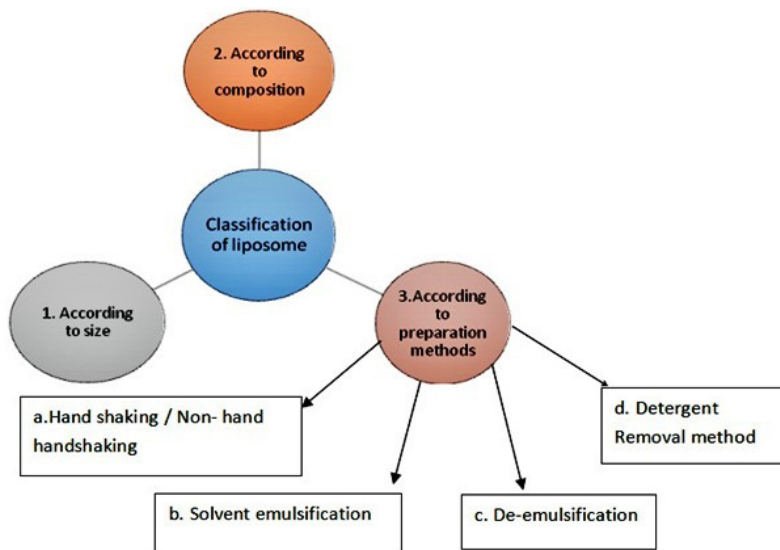 2. According
to
composition
Classification
of liposome
1. According
to size
3.According
to
preparation
methods
a.Hand shaking / Non- hand
handshaking
b. Solvent emulsification
c. De-emulsification
d. Detergent
Removal method